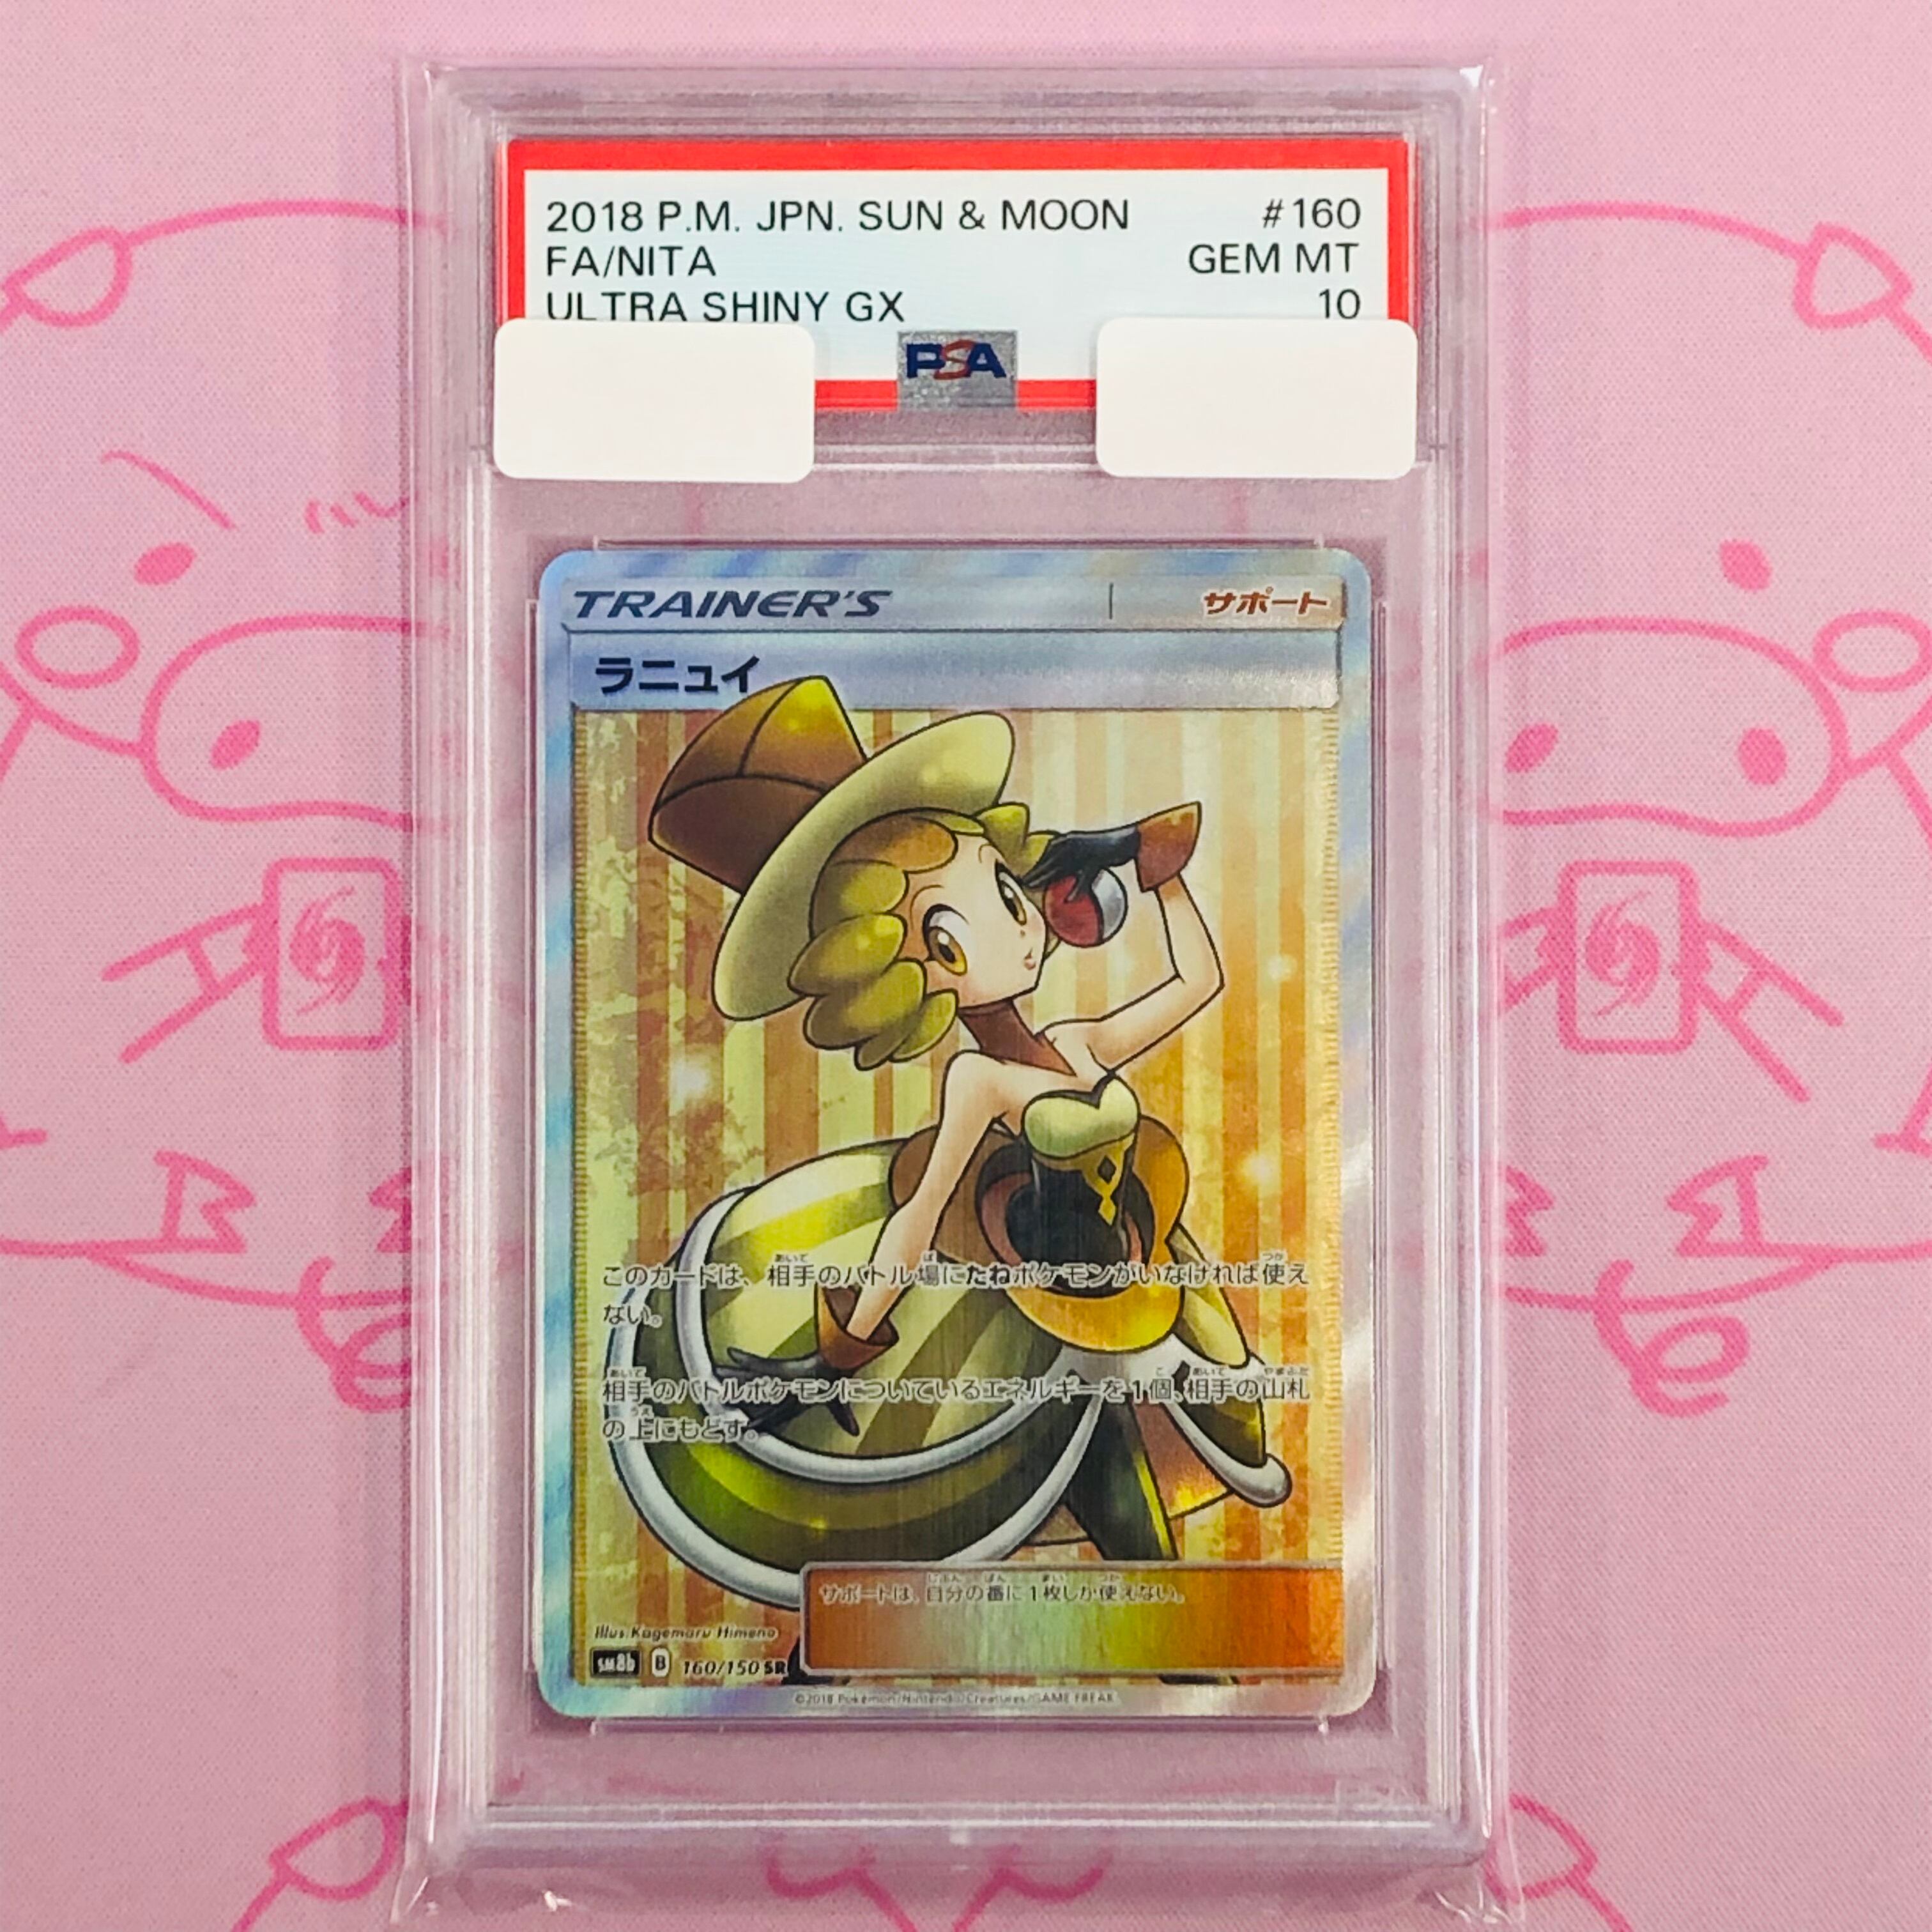 2018 P.M. JPN. SUN & MOON #160
FA/NITA GEM MT
ULTRA SHINY GX 10
PSA
TRAINER'S サポート
ラニュイ
このカードは、相手のバトル場にたねポケモンがいなければ使え
ない。
相手のバトルポケモンについているエネルギーを1個、相手の山札
の上にもどす。
サポートは、自分の番に1枚しか使えない。
Illus. Kagemaru Himeno
SM8b B 160/150 SR
©2018 Pokémon/Nintendo/Creatures/GAME FREAK